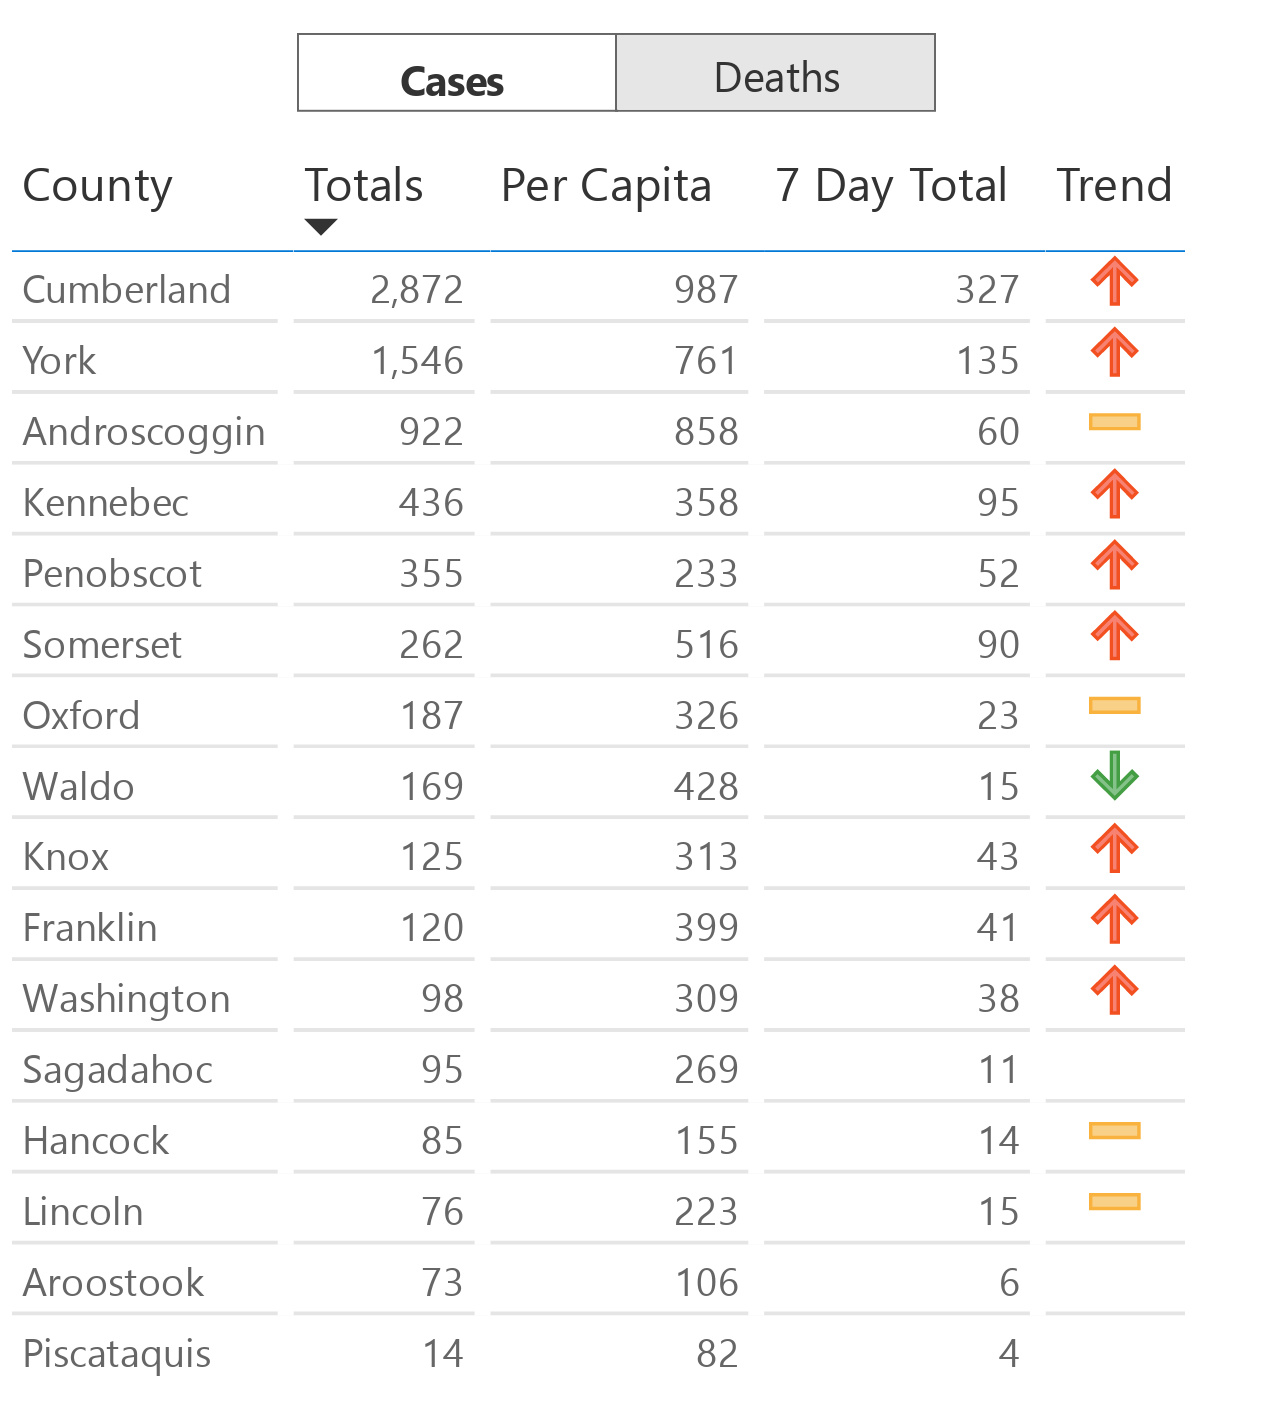 Cases Deaths
County Totals Per Capita 7 Day Total Trend
Cumberland 2,872 987 327
York 1,546 761 135
Androscoggin 922 858 60
Kennebec 436 358 95
Penobscot 355 233 52
Somerset 262 516 90
Oxford 187 326 23
Waldo 169 428 15
Knox 125 313 43
Franklin 120 399 41
Washington 98 309 38
Sagadahoc 95 269 11
Hancock 85 155 14
Lincoln 76 223 15
Aroostook 73 106 6
Piscataquis 14 82 4